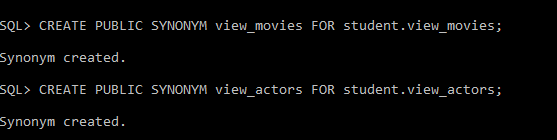 SQL> CREATE PUBLIC SYNONYM view_movies FOR student.view_movies;
Synonym created.
SQL> CREATE PUBLIC SYNONYM view_actors FOR student.view_actors;
Synonym created.